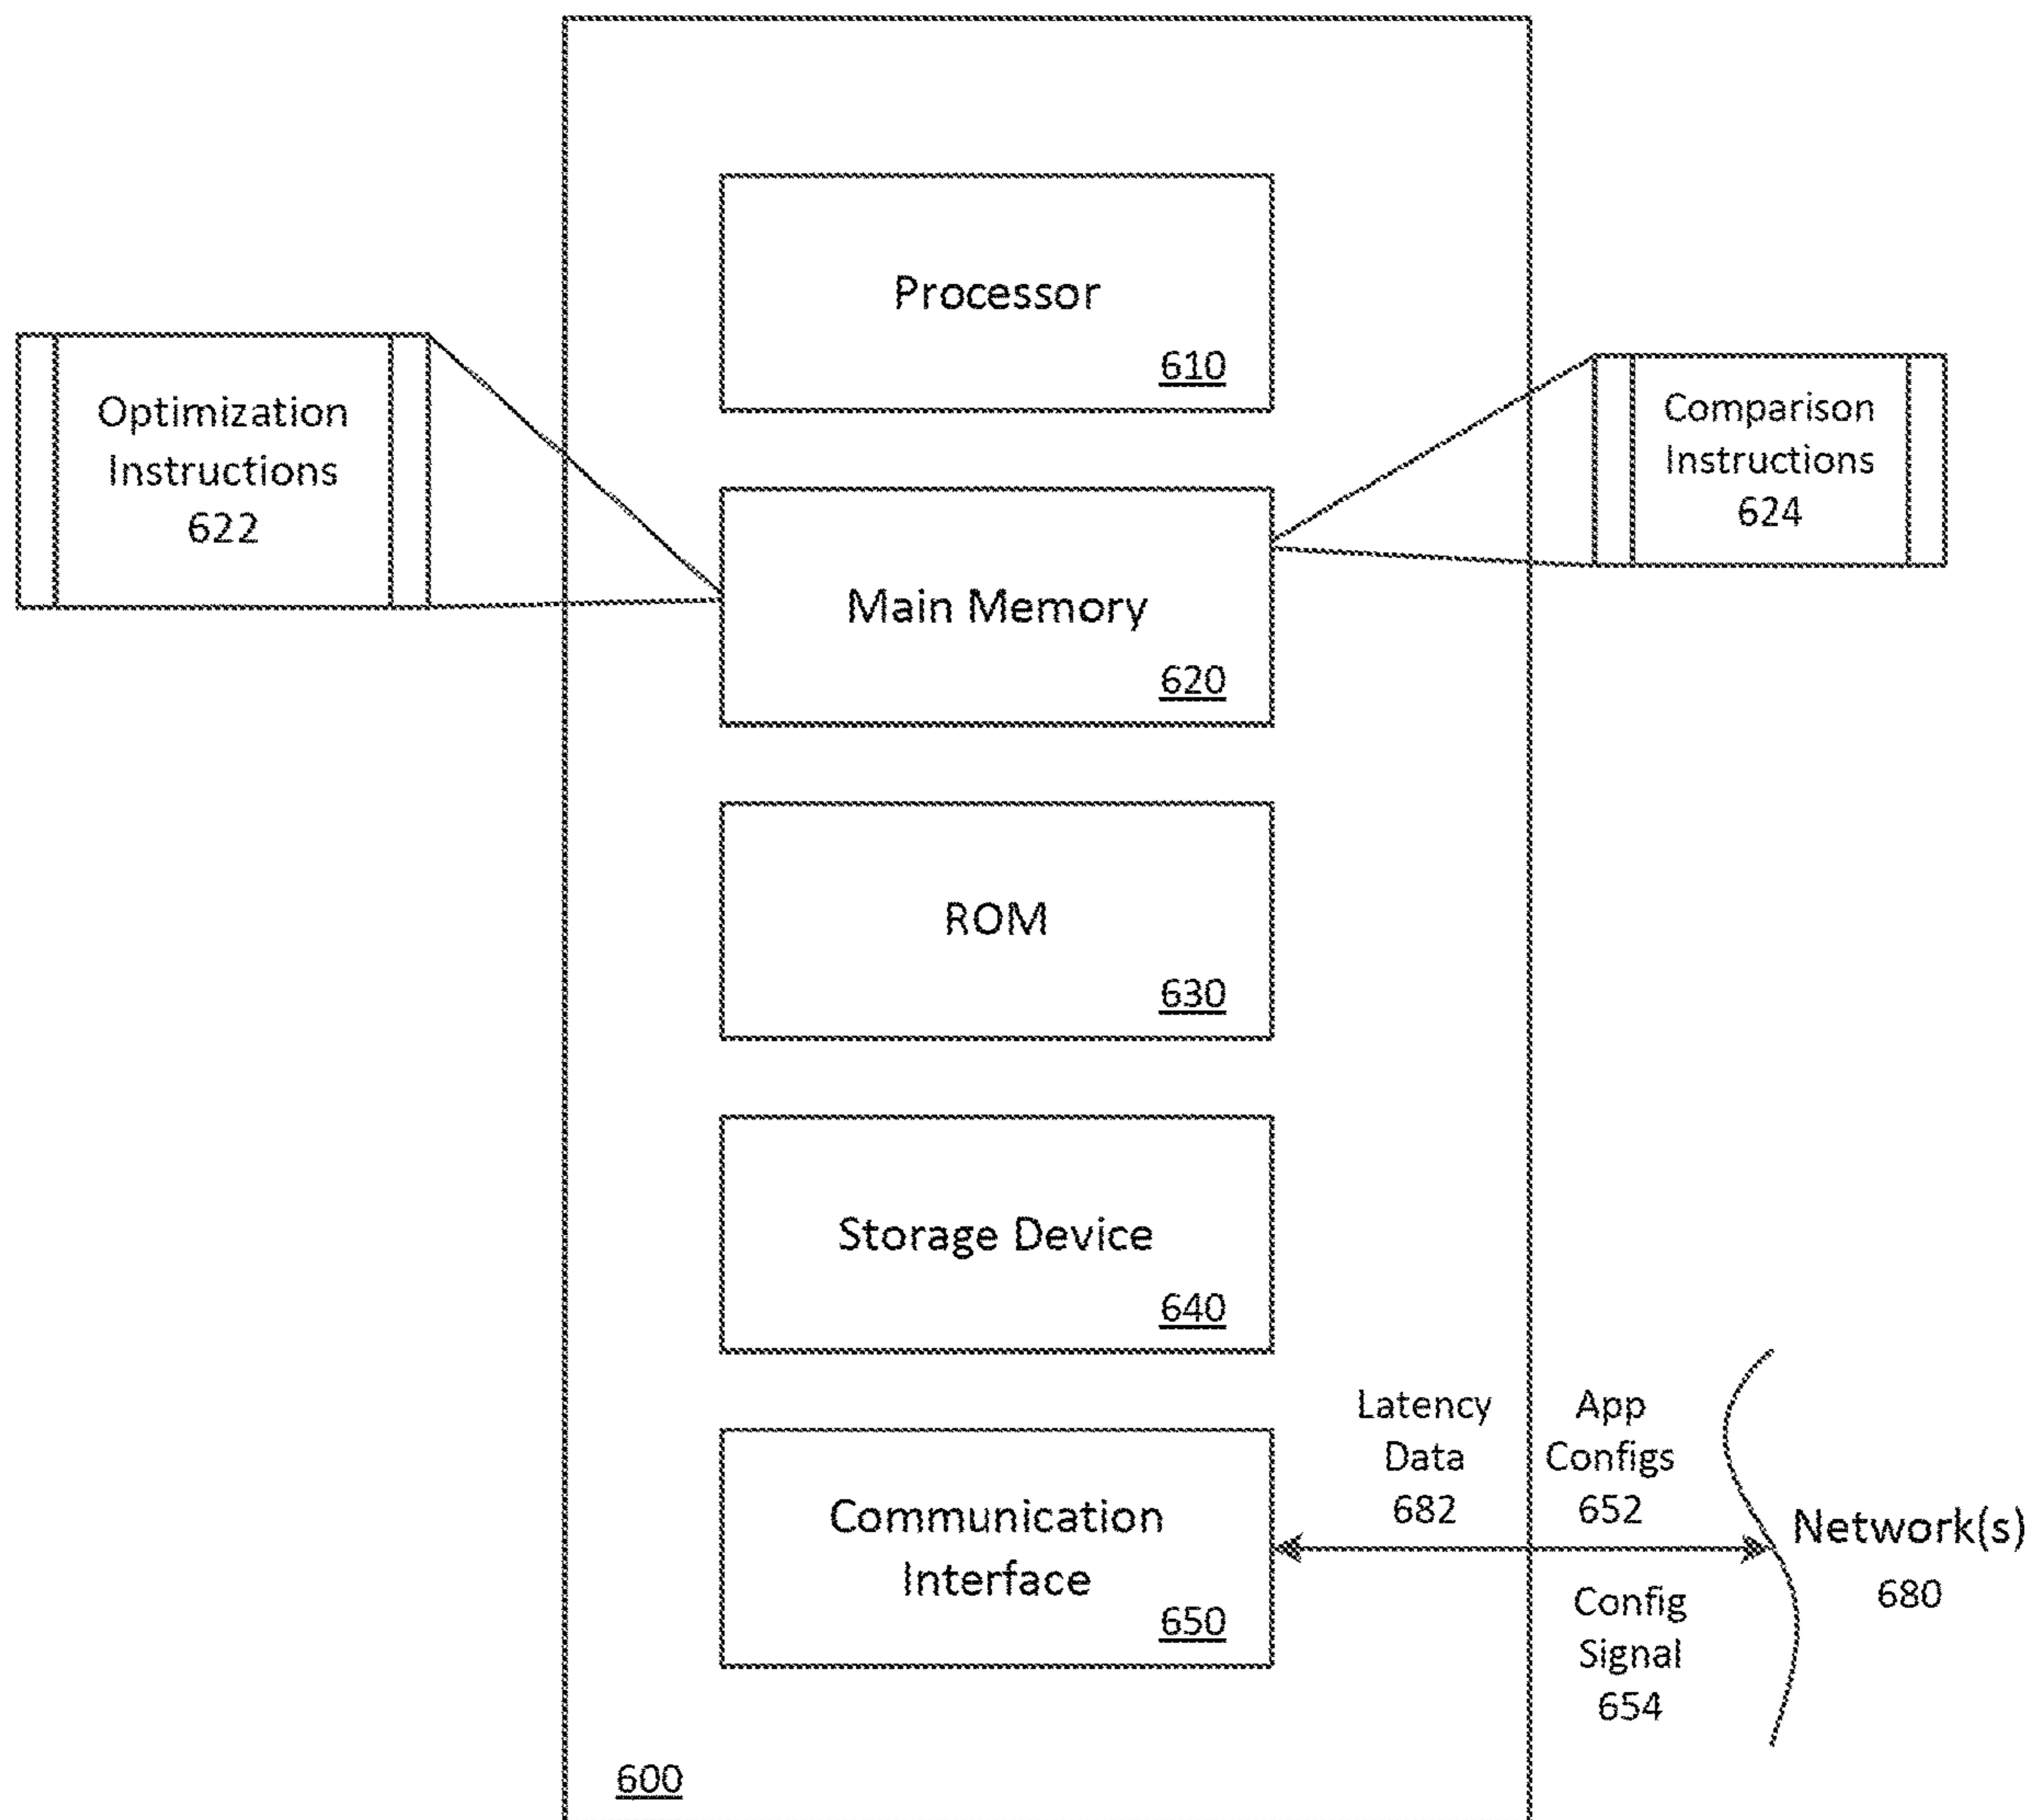 Processor
610
Optimization
Instructions
622
Comparison
Instructions
624
Main Memory
620
ROM
630
Storage Device
640
Communication
Interface
650
Latency
Data
682
App
Configs
652
Config
Signal
654
Network(s)
680
600